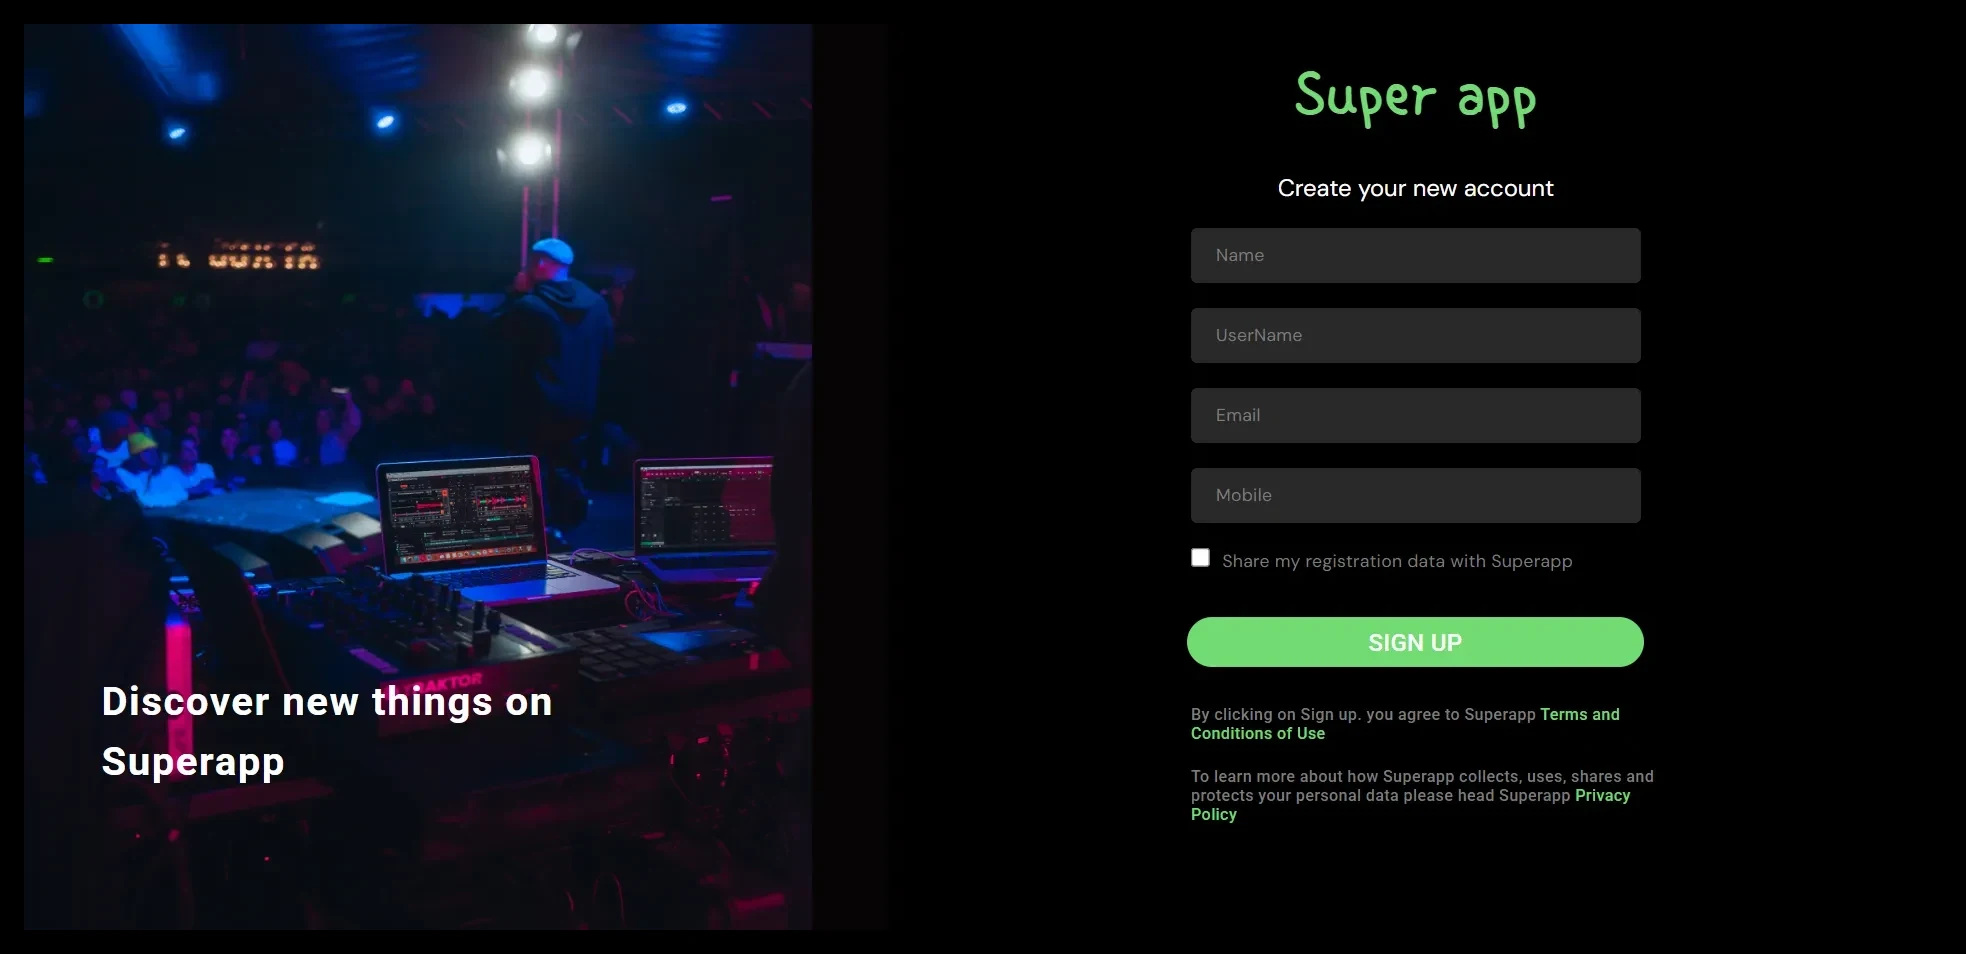 Super app
Create your new account
Name
UserName
Email
Mobile
Share my registration data with Superapp
SIGN UP
By clicking on Sign up. you agree to Superapp Terms and
Conditions of Use
To learn more about how Superapp collects, uses, shares and
protects your personal data please head Superapp Privacy
Policy
Discover new things on
Superapp